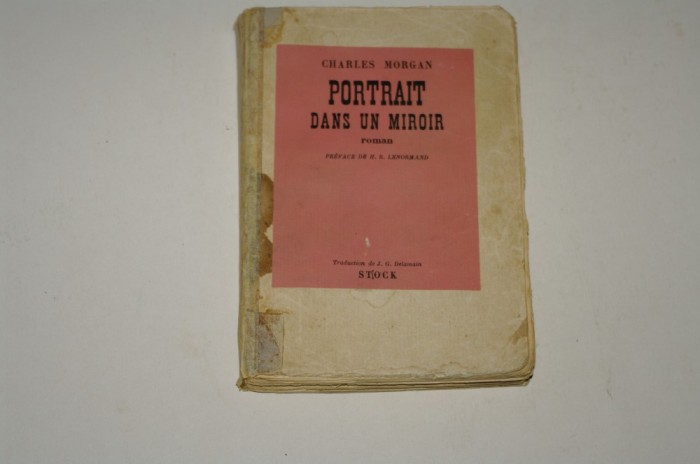 CHARLES MORGAN
PORTRAIT
DANS UN MIROIR
roman
PRÉFACE DE H. R. LENORMAND
Traduction de J. G. Delamain
STOCK